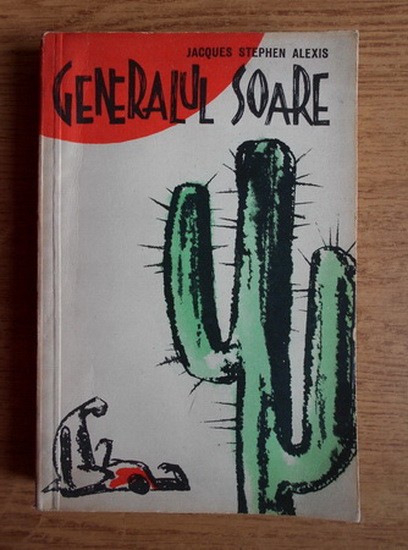 JACQUES STEPHEN ALEXIS
GENERALUL SOARE